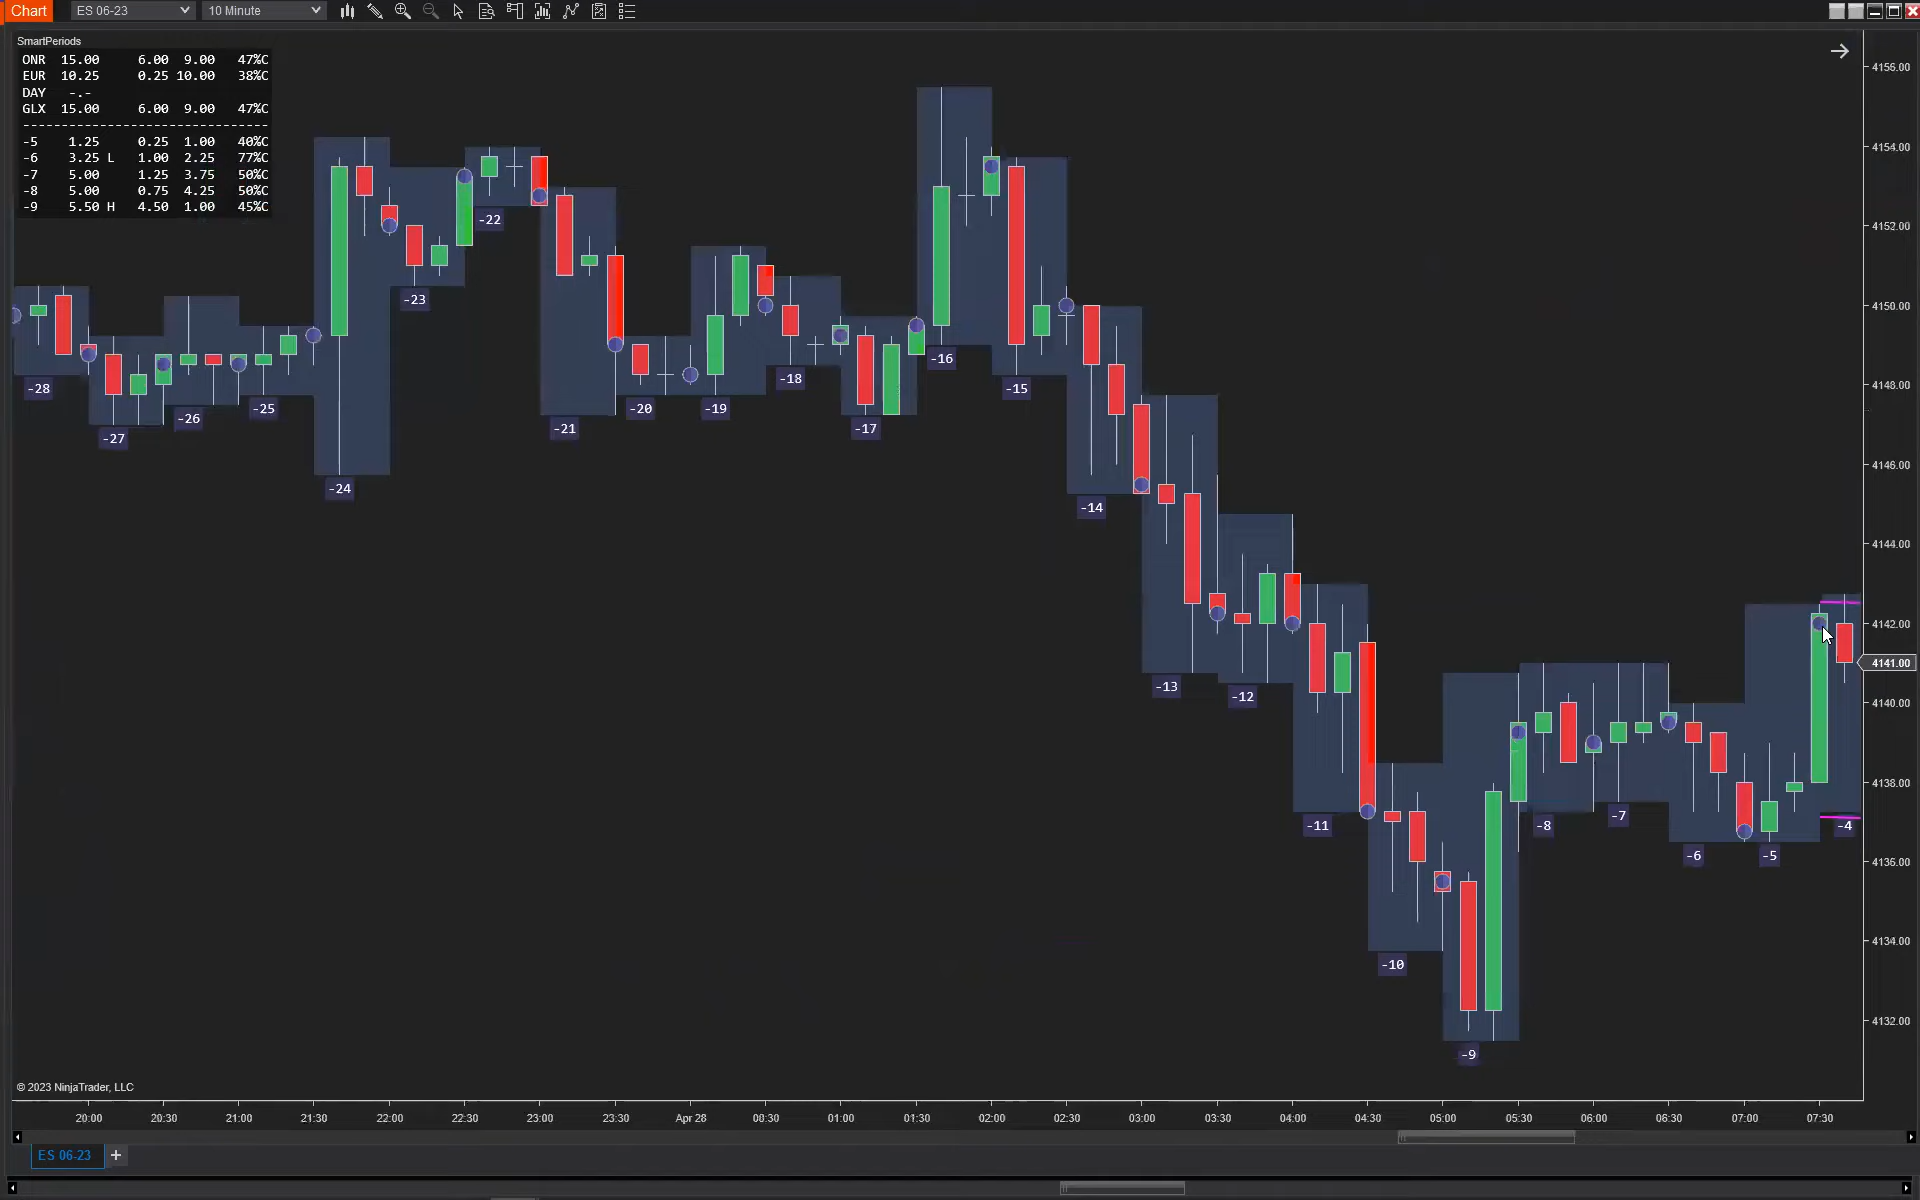 Chart ES 06-23 10 Minute
SmartPeriods
ONR 15.00 6.00 9.00 47%C
EUR 10.25 0.25 10.00 38%C
DAY -.-
GLX 15.00 6.00 9.00 47%C
--------------------------------
-5 1.25 0.25 1.00 40%C
-6 3.25 L 1.00 2.25 77%C
-7 5.00 1.25 3.75 50%C
-8 5.00 0.75 4.25 50%C
-9 5.50 H 4.50 1.00 45%C
4156.00
4154.00
4152.00
4150.00
4148.00
4146.00
4144.00
4142.00
4141.00
4140.00
4138.00
4136.00
4134.00
4132.00
-28
-27
-26
-25
-24
-23
-22
-21
-20
-19
-18
-17
-16
-15
-14
-13
-12
-11
-10
-9
-8
-7
-6
-5
-4
© 2023 NinjaTrader, LLC
20:00 20:30 21:00 21:30 22:00 22:30 23:00 23:30 Apr 28 08:30 01:00 01:30 02:00 02:30 03:00 03:30 04:00 04:30 05:00 05:30 06:00 06:30 07:00 07:30
ES 06-23 +